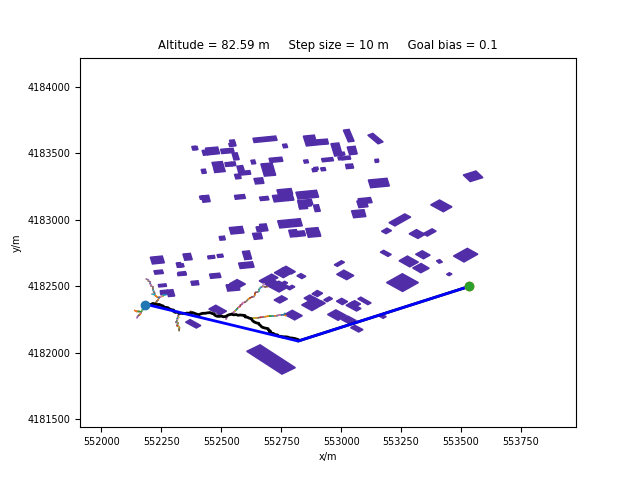 Altitude = 82.59 m     Step size = 10 m     Goal bias = 0.1
y/m
4184000
4183500
4183000
4182500
4182000
4181500
552000 552250 552500 552750 553000 553250 553500 553750
x/m